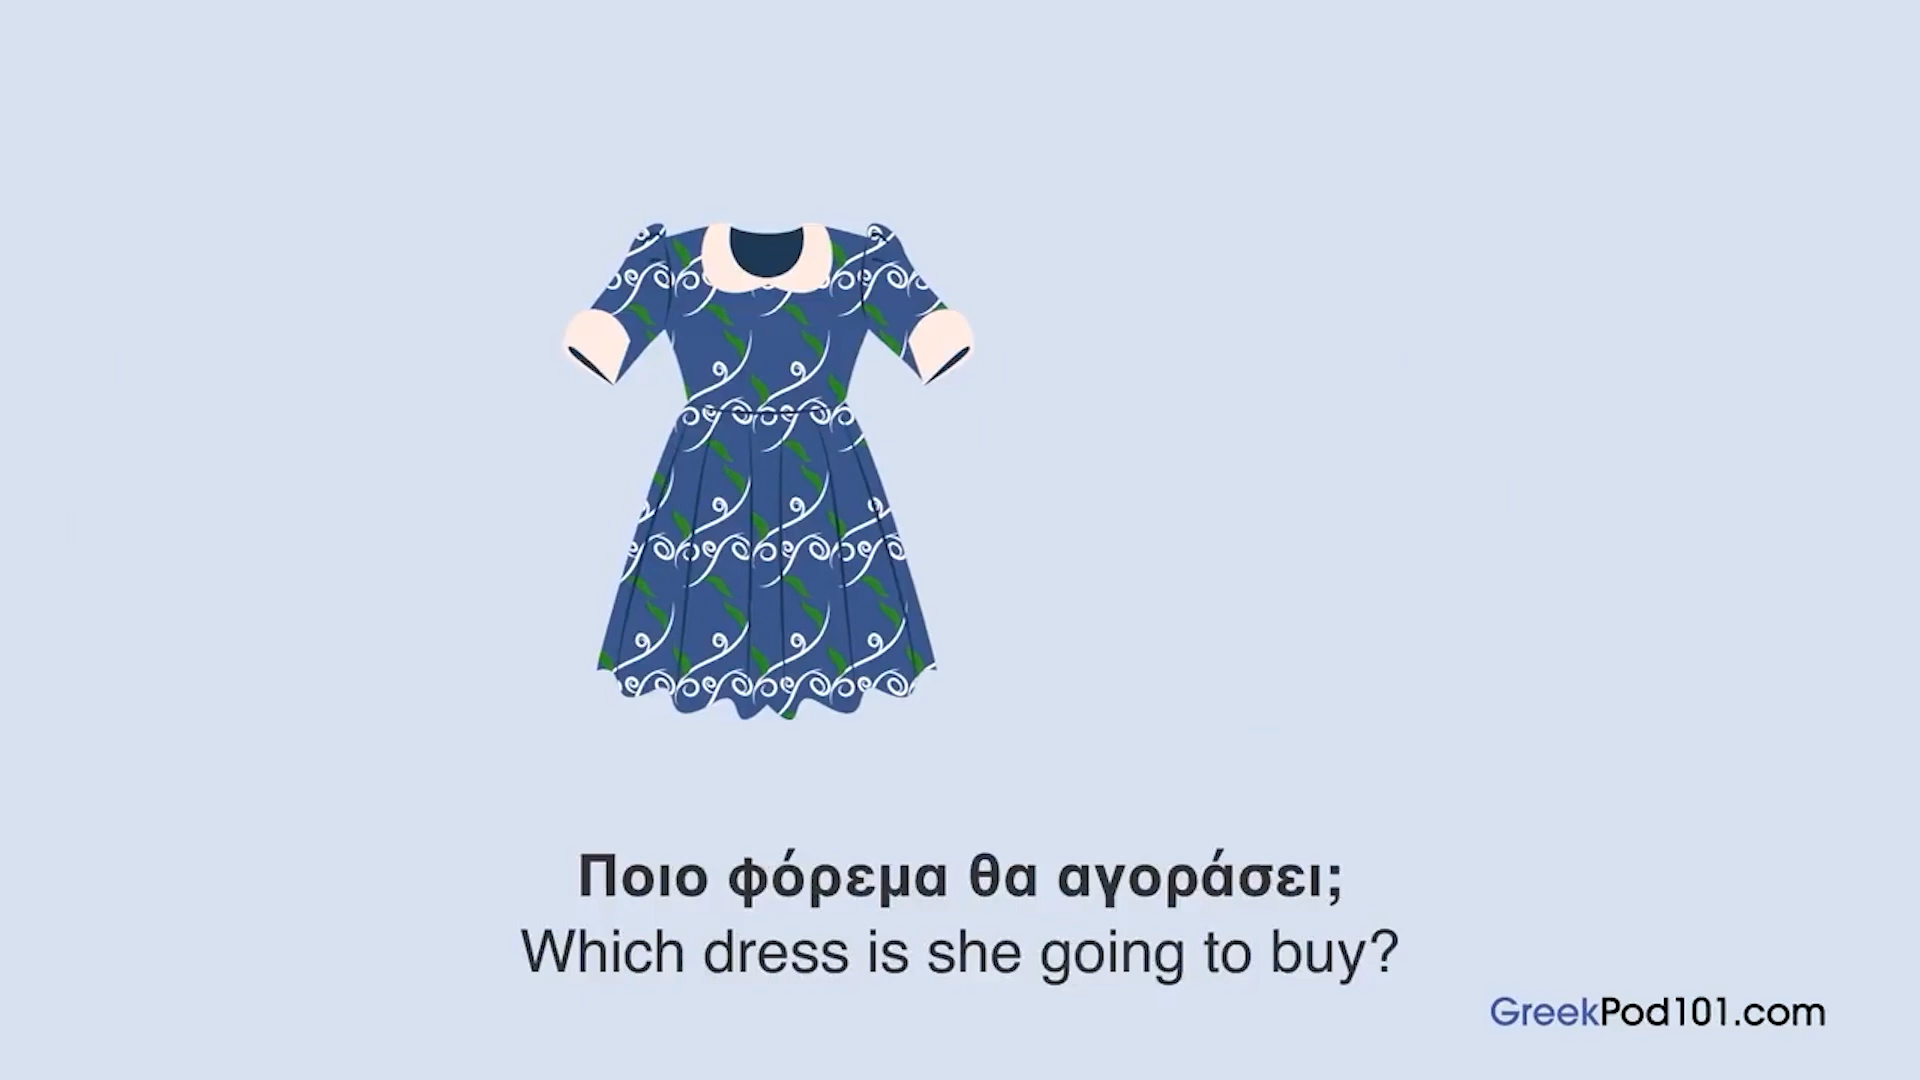 Ποιο φόρεμα θα αγοράσει;
Which dress is she going to buy?
GreekPod101.com